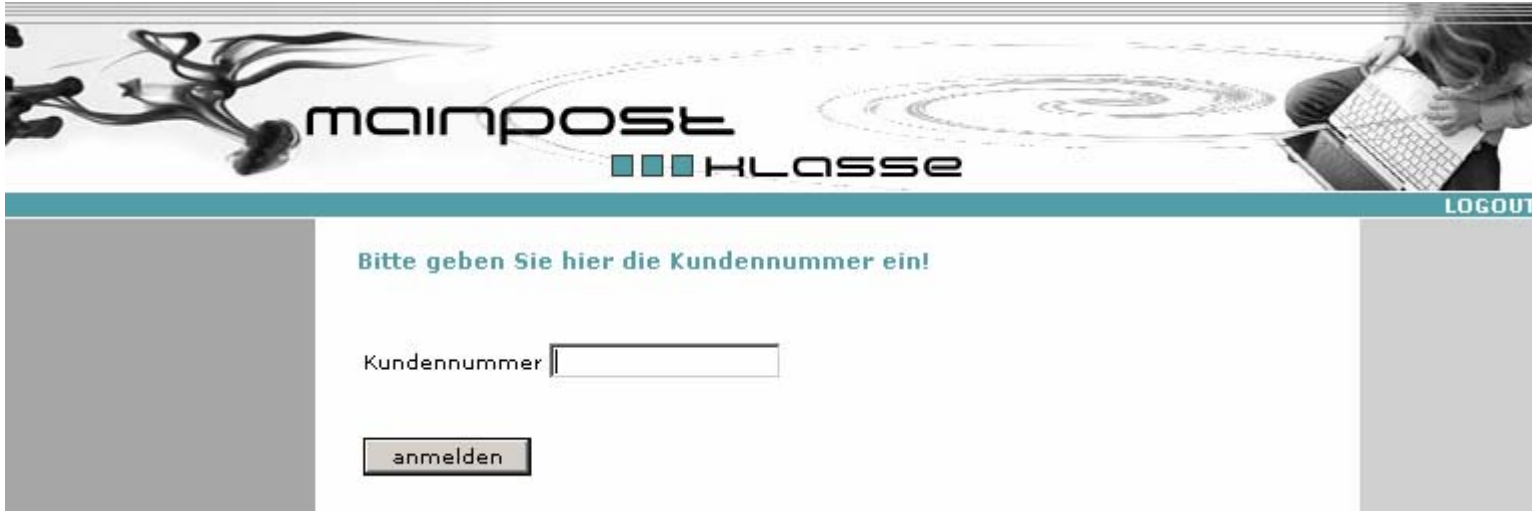 mainpost
klasse
LOGOUT
Bitte geben Sie hier die Kundennummer ein!
Kundennummer
anmelden